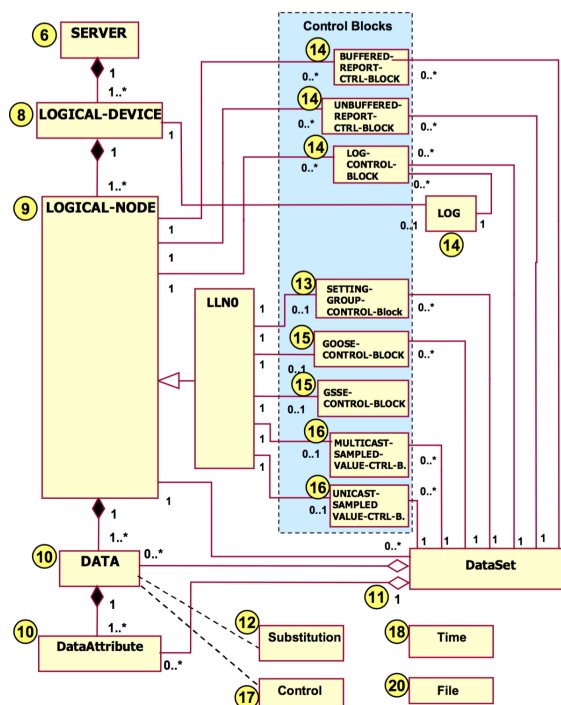 Control Blocks
6
SERVER
1
1..*
8
LOGICAL-DEVICE
1
1
1..*
9
LOGICAL-NODE
1
1
1
14
BUFFERED-
REPORT-
CTRL-BLOCK
0..*
0..*
14
UNBUFFERED-
REPORT-
CTRL-BLOCK
0..*
0..*
14
LOG-
CONTROL-
BLOCK
0..*
0..*
0..*
LOG
0..1
1
14
LLN0
1
1
1
1
1
13
SETTING-
GROUP-
CONTROL-Block
0..1
0..*
15
GOOSE-
CONTROL-BLOCK
0..1
0..*
15
GSSE-
CONTROL-BLOCK
0..1
16
MULTICAST-
SAMPLED-
VALUE-CTRL-B.
0..1
0..*
16
UNICAST-
SAMPLED
VALUE-CTRL-B.
0..1
0..*
1
1
1..*
0..*
1
1
1
1
1
1
1
10
DATA
0..*
DataSet
11
1
1
1..*
10
DataAttribute
0..*
12
Substitution
18
Time
17
Control
20
File